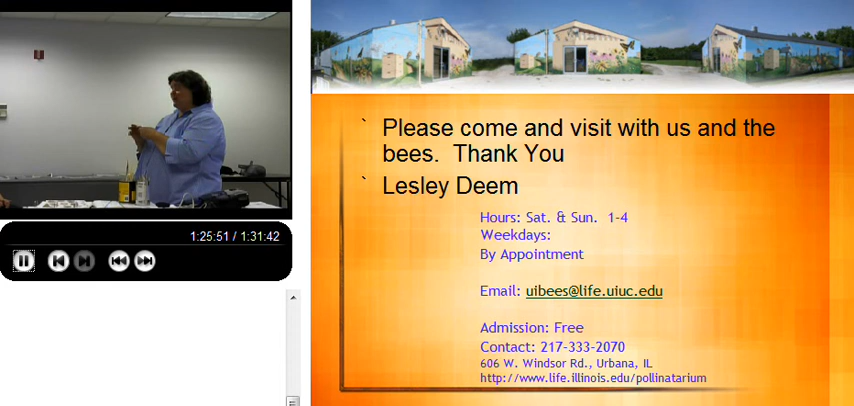 1:25:51 / 1:31:42
` Please come and visit with us and the
bees.  Thank You
` Lesley Deem
Hours: Sat. & Sun.  1-4
Weekdays:
By Appointment
Email: uibees@life.uiuc.edu
Admission: Free
Contact: 217-333-2070
606 W. Windsor Rd., Urbana, IL
http://www.life.illinois.edu/pollinatarium